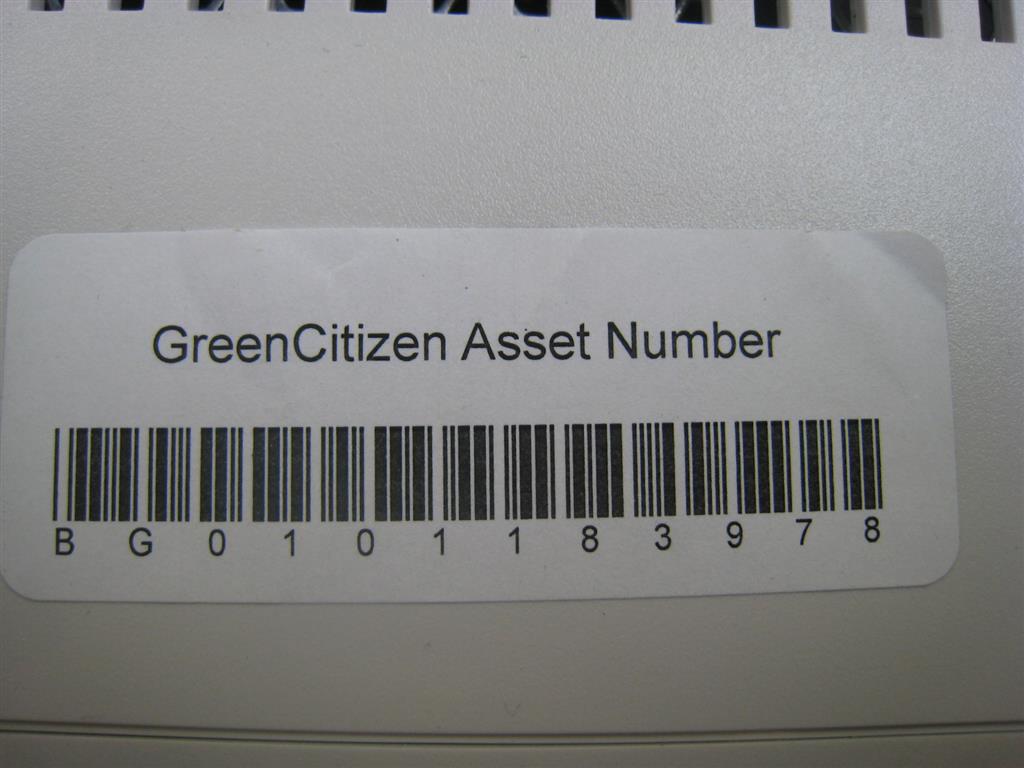 GreenCitizen Asset Number
B G 0 1 0 1 1 8 3 9 7 8